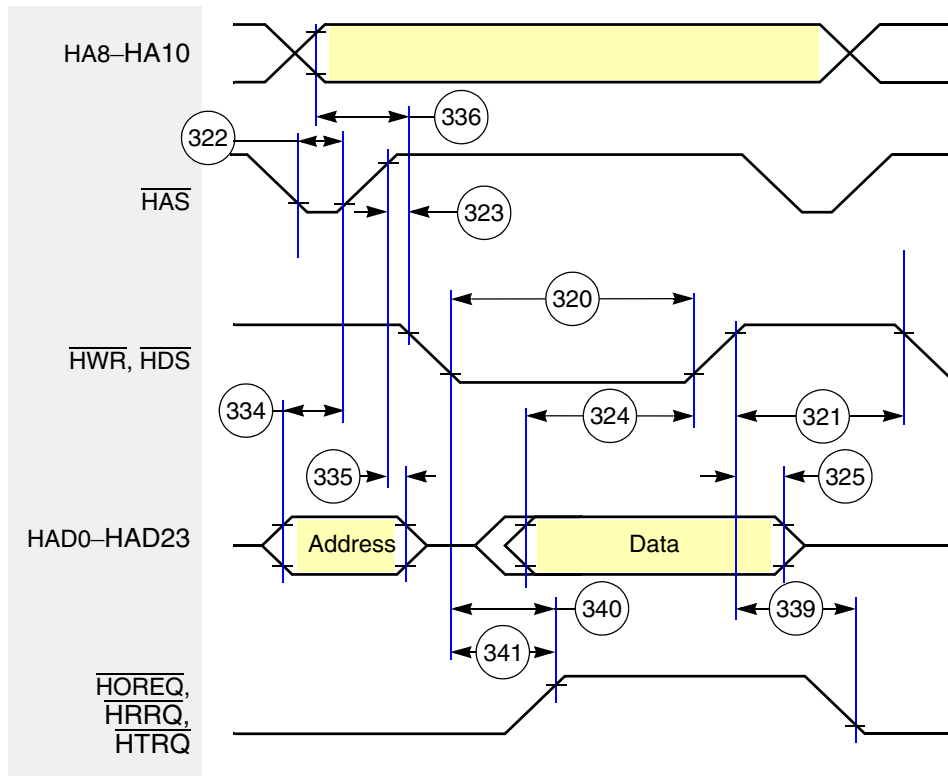 HA8–HA10
336
322
HAS
323
320
HWR, HDS
334
324
321
335
325
HAD0–HAD23
Address
Data
340
339
341
HOREQ,
HRRQ,
HTRQ